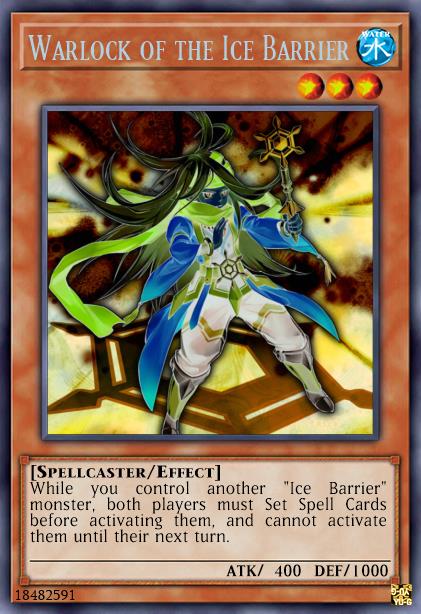 Warlock of the Ice Barrier
WATER
水
[Spellcaster/Effect]
While you control another "Ice Barrier"
monster, both players must Set Spell Cards
before activating them, and cannot activate
them until their next turn.
ATK/ 400 DEF/1000
18482591